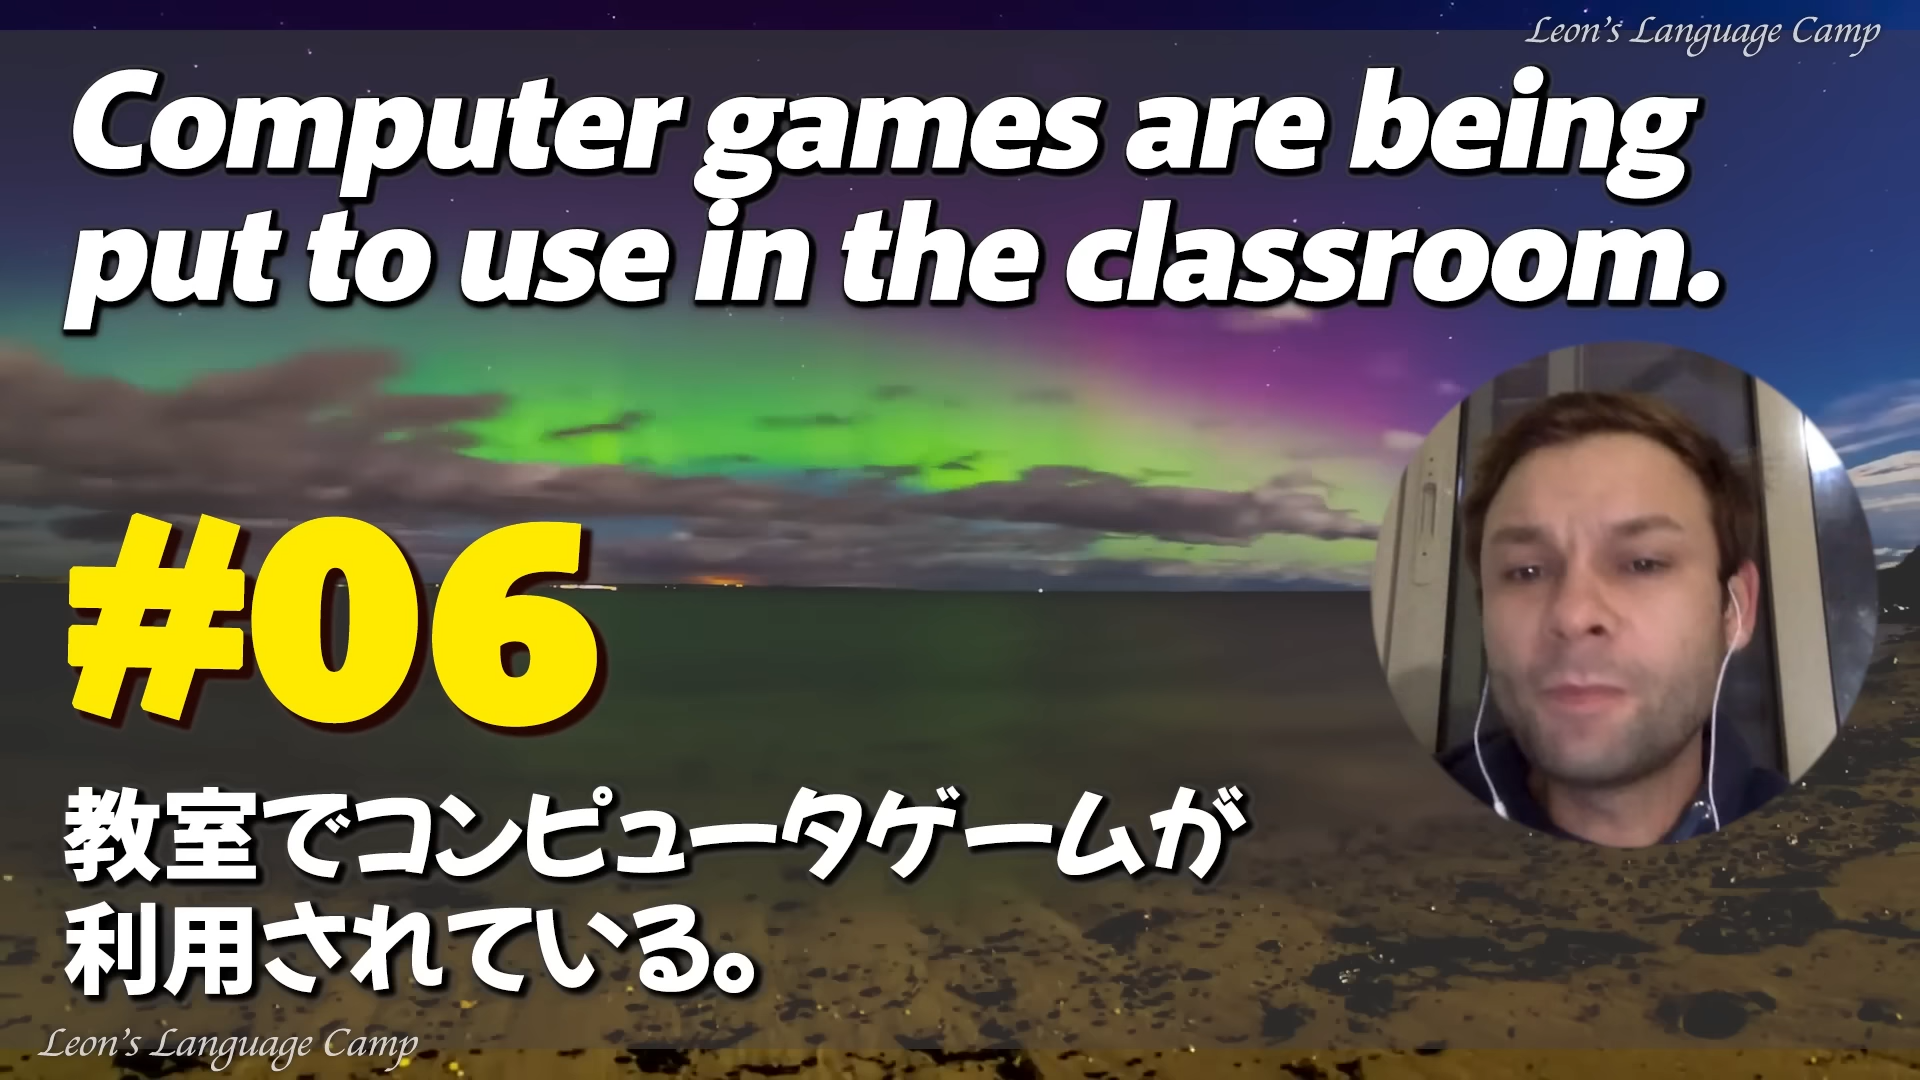 Leon's Language Camp
Computer games are being
put to use in the classroom.
#06
教室でコンピュータゲームが
利用されている。
Leon's Language Camp